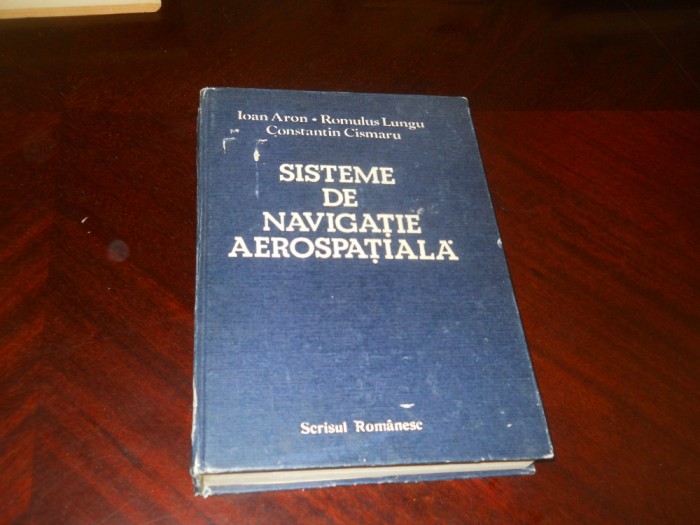 Ioan Aron • Romulus Lungu
Constantin Cismaru
SISTEME
DE
NAVIGAȚIE
AEROSPAȚIALĂ
Scrisul Românesc